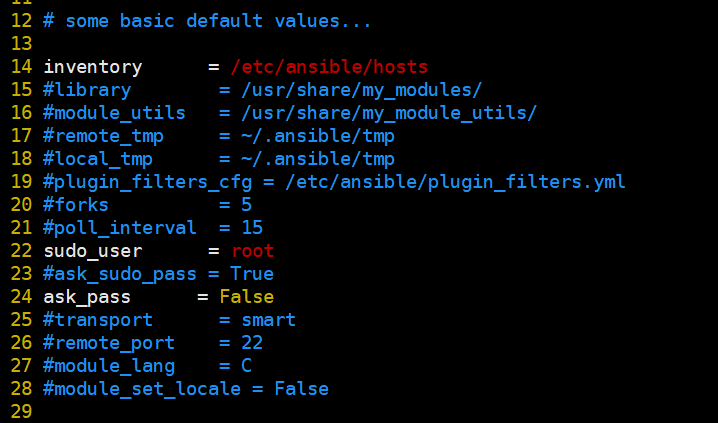 12 # some basic default values...
13
14 inventory      = /etc/ansible/hosts
15 #library        = /usr/share/my_modules/
16 #module_utils   = /usr/share/my_module_utils/
17 #remote_tmp     = ~/.ansible/tmp
18 #local_tmp      = ~/.ansible/tmp
19 #plugin_filters_cfg = /etc/ansible/plugin_filters.yml
20 #forks          = 5
21 #poll_interval  = 15
22 sudo_user      = root
23 #ask_sudo_pass = True
24 ask_pass      = False
25 #transport      = smart
26 #remote_port    = 22
27 #module_lang    = C
28 #module_set_locale = False
29